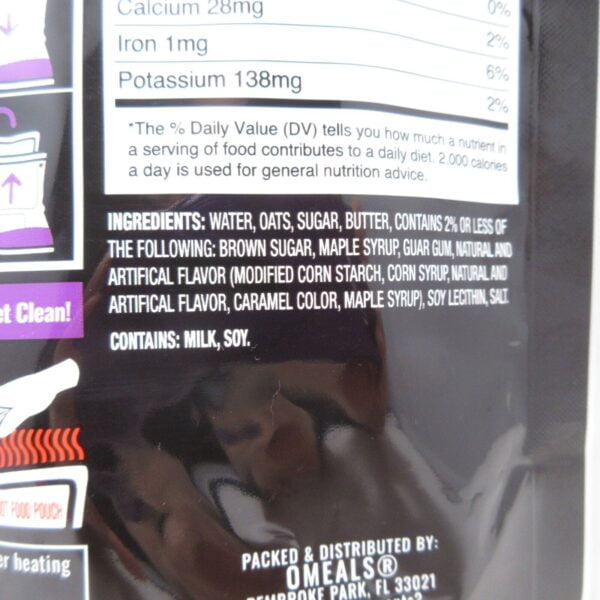 Calcium 28mg 0%
Iron 1mg 2%
Potassium 138mg 6%
2%
*The % Daily Value (DV) tells you how much a nutrient in
a serving of food contributes to a daily diet. 2,000 calories
a day is used for general nutrition advice.
INGREDIENTS: WATER, OATS, SUGAR, BUTTER, CONTAINS 2% OR LESS OF
THE FOLLOWING: BROWN SUGAR, MAPLE SYRUP, GUAR GUM, NATURAL AND
ARTIFICAL FLAVOR (MODIFIED CORN STARCH, CORN SYRUP, NATURAL AND
ARTIFICAL FLAVOR, CARAMEL COLOR, MAPLE SYRUP), SOY LECITHIN, SALT.
CONTAINS: MILK, SOY.
et Clean!
OT FOOD POUCH
er heating
PACKED & DISTRIBUTED BY:
OMEALS®
PEMBROKE PARK, FL 33021